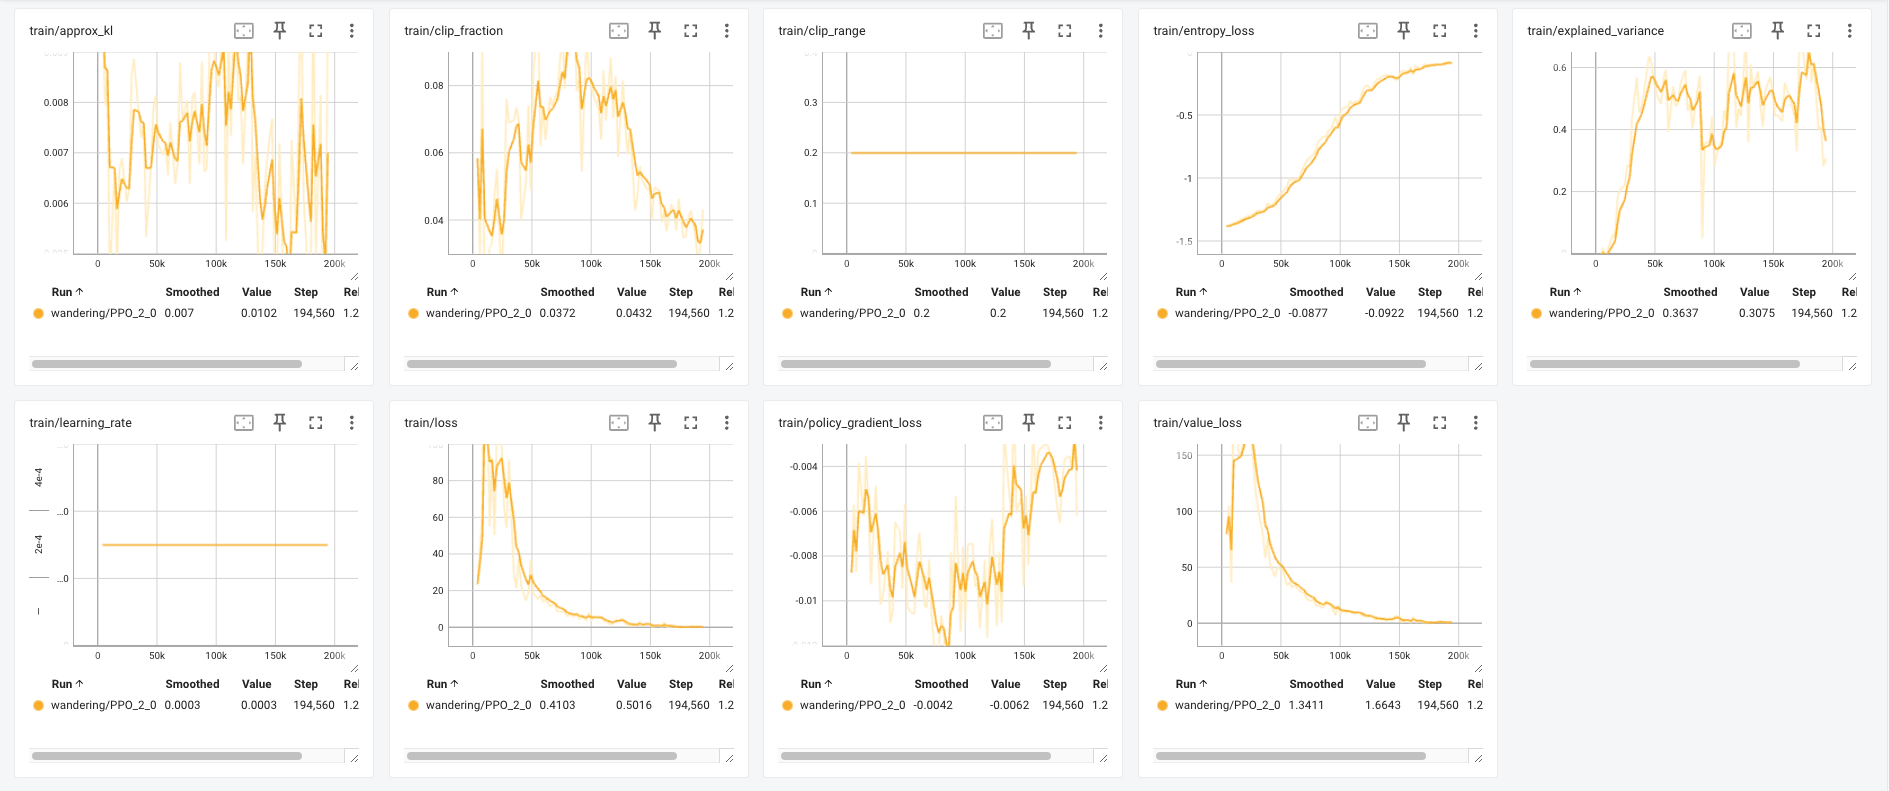 train/approx_kl
0.008
0.007
0.006
0 50k 100k 150k 200k
Run ↑ Smoothed Value Step Rel
wandering/PPO_2_0 0.007 0.0102 194,560 1.2
train/clip_fraction
0.08
0.06
0.04
0 50k 100k 150k 200k
Run ↑ Smoothed Value Step Rel
wandering/PPO_2_0 0.0372 0.0432 194,560 1.2
train/clip_range
0.3
0.2
0.1
0 50k 100k 150k 200k
Run ↑ Smoothed Value Step Rel
wandering/PPO_2_0 0.2 0.2 194,560 1.2
train/entropy_loss
-0.5
-1
-1.5
0 50k 100k 150k 200k
Run ↑ Smoothed Value Step Rel
wandering/PPO_2_0 -0.0877 -0.0922 194,560 1.2
train/explained_variance
0.6
0.4
0.2
0 50k 100k 150k 200k
Run ↑ Smoothed Value Step Rel
wandering/PPO_2_0 0.3637 0.3075 194,560 1.2
train/learning_rate
4e-4
...0
2e-4
...0
0 50k 100k 150k 200k
Run ↑ Smoothed Value Step Rel
wandering/PPO_2_0 0.0003 0.0003 194,560 1.2
train/loss
80
60
40
20
0
0 50k 100k 150k 200k
Run ↑ Smoothed Value Step Rel
wandering/PPO_2_0 0.4103 0.5016 194,560 1.2
train/policy_gradient_loss
-0.004
-0.006
-0.008
-0.01
0 50k 100k 150k 200k
Run ↑ Smoothed Value Step Rel
wandering/PPO_2_0 -0.0042 -0.0062 194,560 1.2
train/value_loss
150
100
50
0
0 50k 100k 150k 200k
Run ↑ Smoothed Value Step Rel
wandering/PPO_2_0 1.3411 1.6643 194,560 1.2